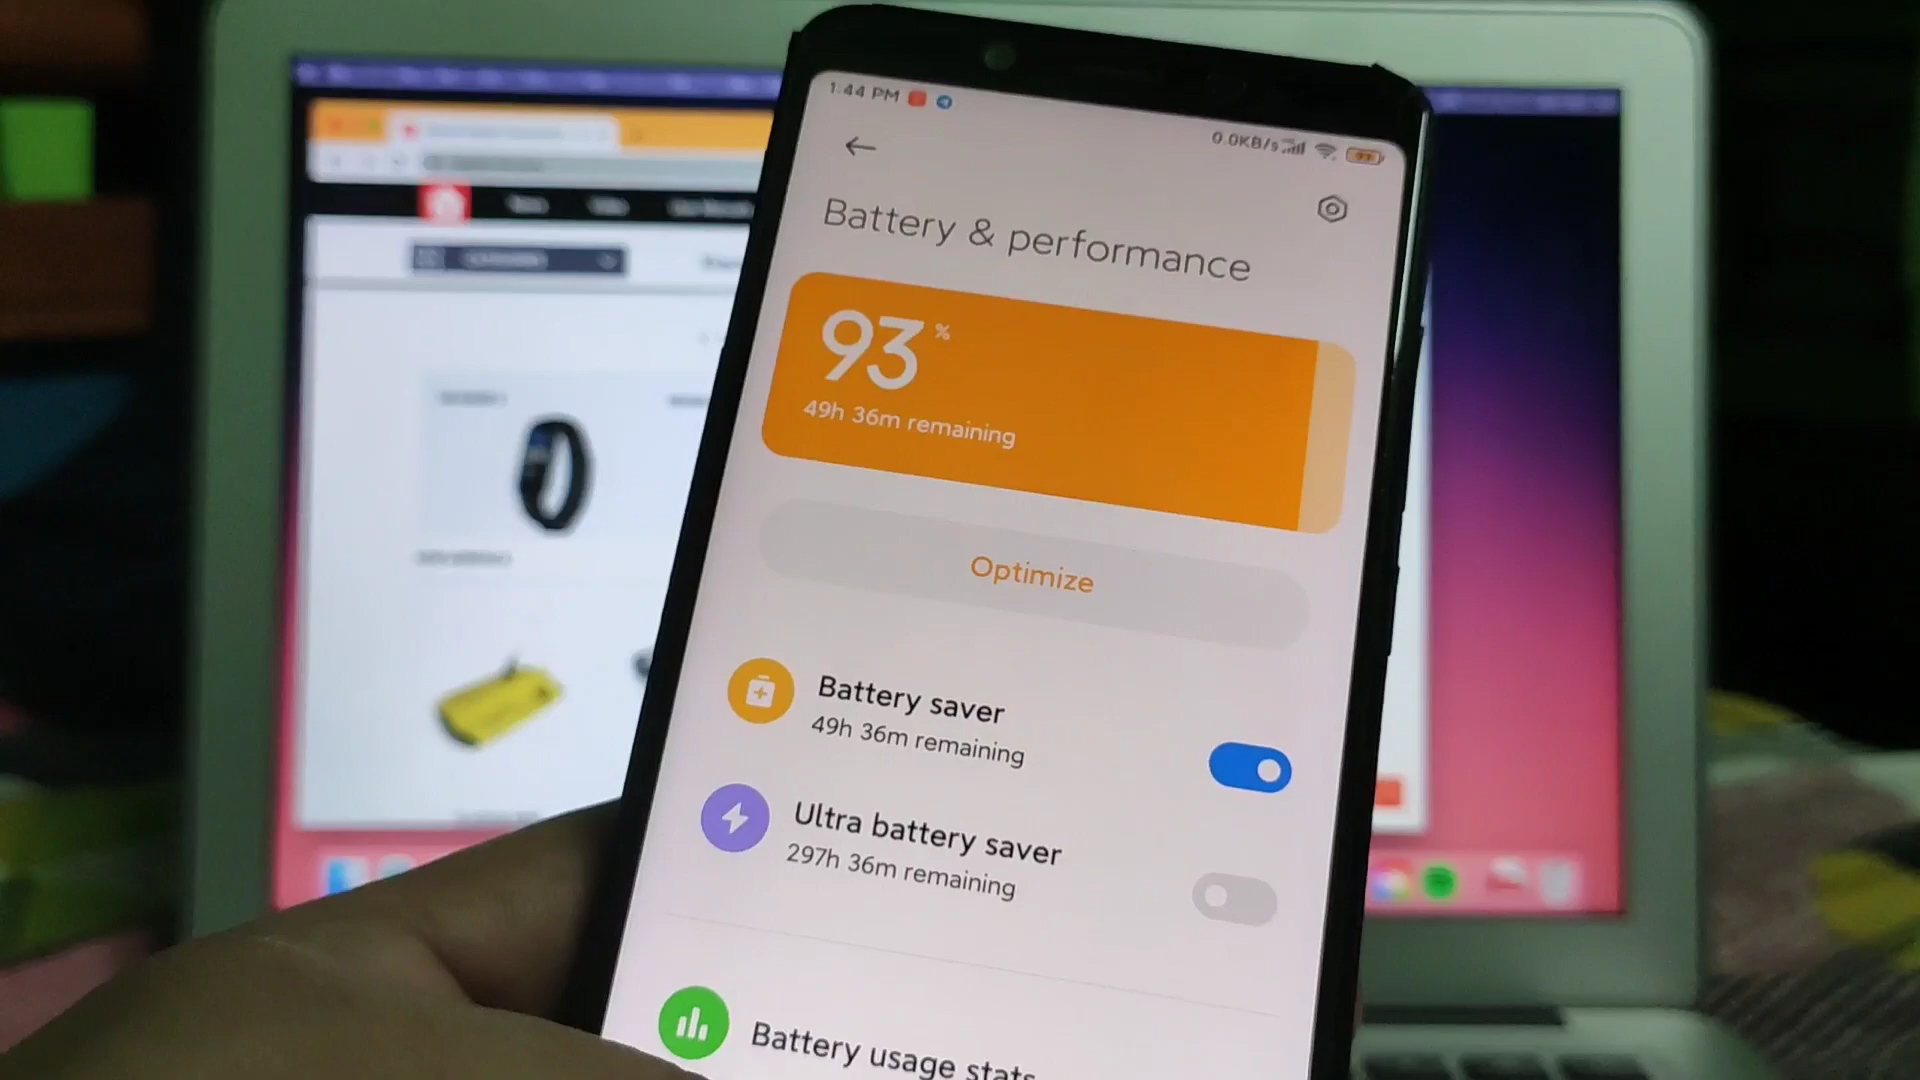 1:44 PM
0.0KB/s
93
Battery & performance
93 %
49h 36m remaining
Optimize
Battery saver
49h 36m remaining
Ultra battery saver
297h 36m remaining
Battery usage stats